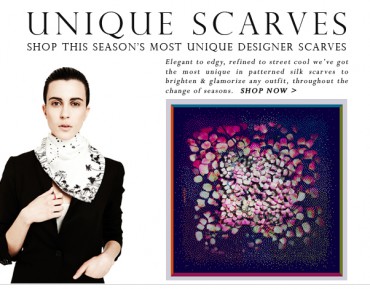 UNIQUE SCARVES
SHOP THIS SEASON'S MOST UNIQUE DESIGNER SCARVES
Elegant to edgy, refined to street cool we've got
the most unique in patterned silk scarves to
brighten & glamorise any outfit, throughout the
change of seasons. SHOP NOW >